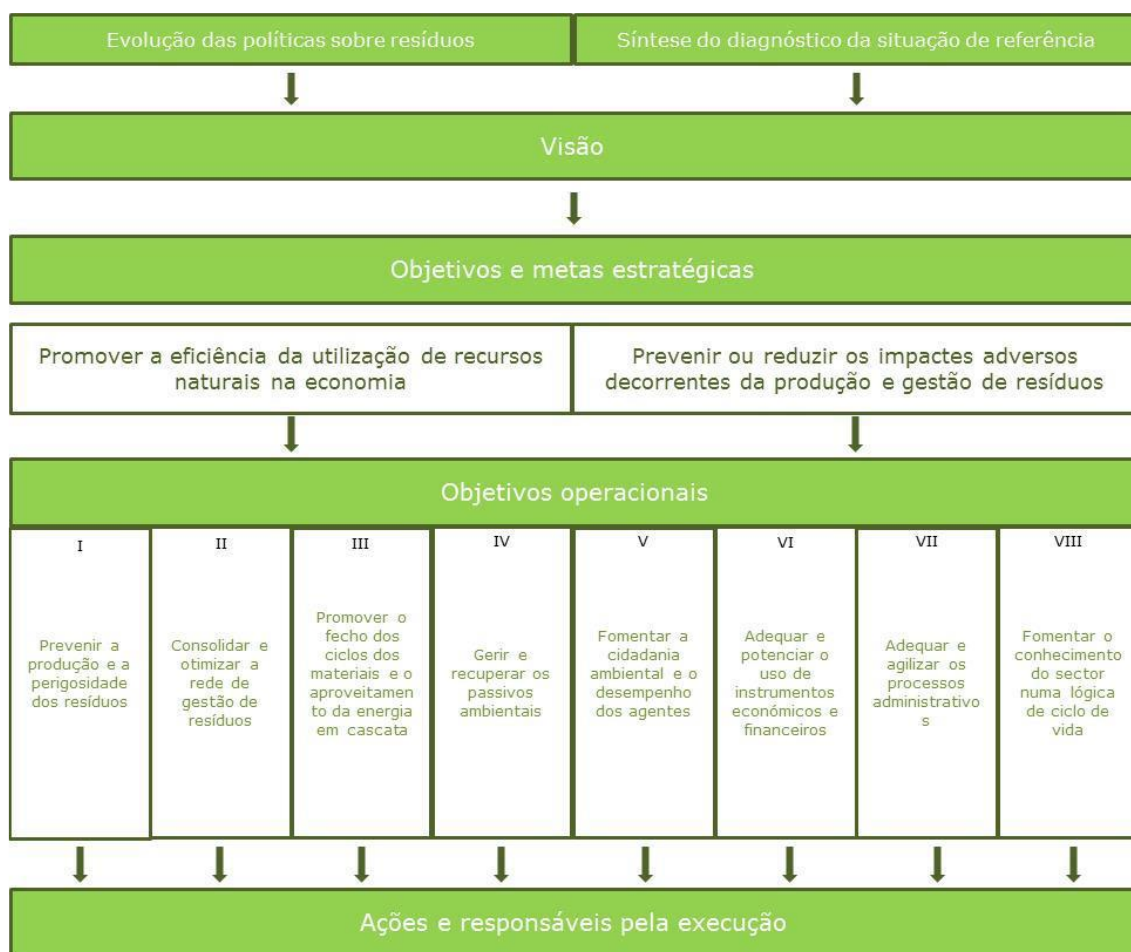 Evolução das políticas sobre resíduos
Síntese do diagnóstico da situação de referência
Visão
Objetivos e metas estratégicas
Promover a eficiência da utilização de recursos
naturais na economia
Prevenir ou reduzir os impactes adversos
decorrentes da produção e gestão de resíduos
Objetivos operacionais
I
Prevenir a
produção e a
perigosidade
dos resíduos
II
Consolidar e
otimizar a
rede de
gestão de
resíduos
III
Promover o
fecho dos
ciclos dos
materiais e o
aproveitamen
to da energia
em cascata
IV
Gerir e
recuperar os
passivos
ambientais
V
Fomentar a
cidadania
ambiental e o
desempenho
dos agentes
VI
Adequar e
potenciar o
uso de
instrumentos
económicos e
financeiros
VII
Adequar e
agilizar os
processos
administrativo
s
VIII
Fomentar o
conhecimento
do sector
numa lógica
de ciclo de
vida
Ações e responsáveis pela execução